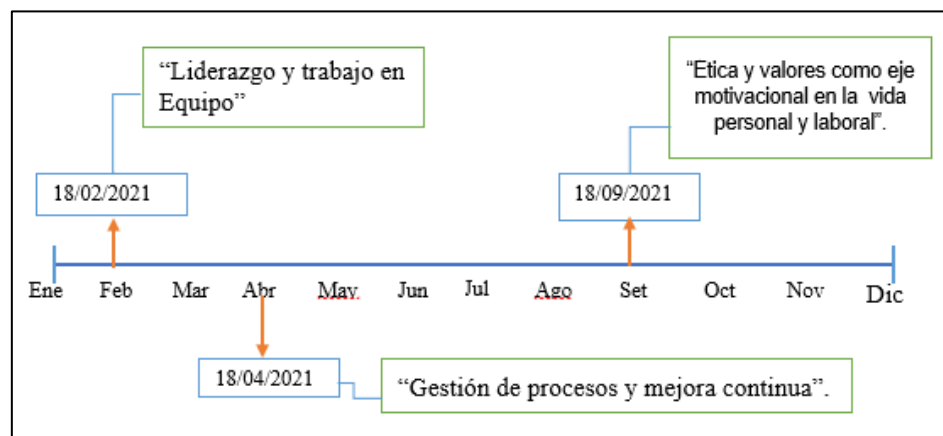 “Liderazgo y trabajo en
Equipo”
“Etica y valores como eje
motivacional en la vida
personal y laboral”.
18/02/2021
18/09/2021
Ene Feb Mar Abr May Jun Jul Ago Set Oct Nov Dic
18/04/2021
“Gestión de procesos y mejora continua”.